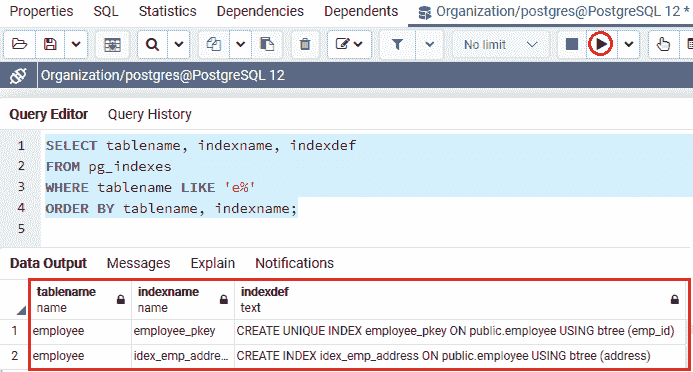 Properties SQL Statistics Dependencies Dependents Organization/postgres@PostgreSQL 12 *
No limit
Organization/postgres@PostgreSQL 12
Query Editor Query History
1 SELECT tablename, indexname, indexdef
2 FROM pg_indexes
3 WHERE tablename LIKE 'e%'
4 ORDER BY tablename, indexname;
5
Data Output Messages Explain Notifications
tablename indexname indexdef
name name text
1 employee employee_pkey CREATE UNIQUE INDEX employee_pkey ON public.employee USING btree (emp_id)
2 employee idex_emp_addre... CREATE INDEX idex_emp_address ON public.employee USING btree (address)